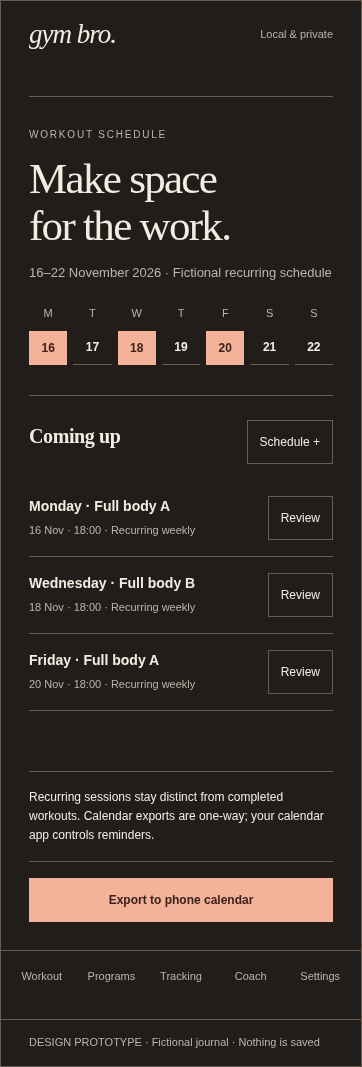 gym bro.
Local & private
WORKOUT SCHEDULE
Make space
for the work.
16–22 November 2026 · Fictional recurring schedule
M T W T F S S
16 17 18 19 20 21 22
Coming up
Schedule +
Monday · Full body A
16 Nov · 18:00 · Recurring weekly
Review
Wednesday · Full body B
18 Nov · 18:00 · Recurring weekly
Review
Friday · Full body A
20 Nov · 18:00 · Recurring weekly
Review
Recurring sessions stay distinct from completed
workouts. Calendar exports are one-way; your calendar
app controls reminders.
Export to phone calendar
Workout Programs Tracking Coach Settings
DESIGN PROTOTYPE · Fictional journal · Nothing is saved